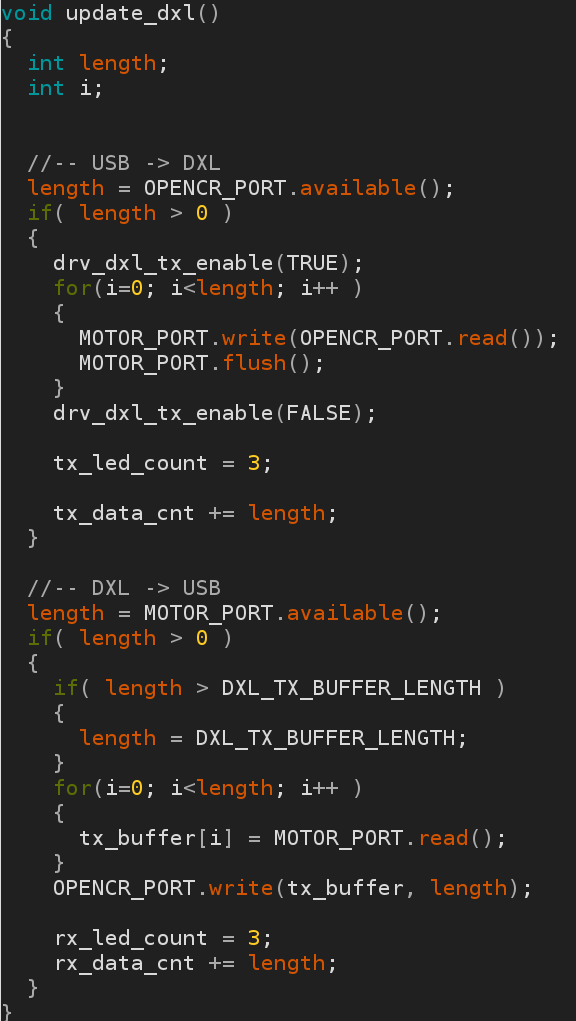 void update_dxl()
{
  int length;
  int i;


  //-- USB -> DXL
  length = OPENCR_PORT.available();
  if( length > 0 )
  {
    drv_dxl_tx_enable(TRUE);
    for(i=0; i<length; i++ )
    {
      MOTOR_PORT.write(OPENCR_PORT.read());
      MOTOR_PORT.flush();
    }
    drv_dxl_tx_enable(FALSE);

    tx_led_count = 3;

    tx_data_cnt += length;
  }

  //-- DXL -> USB
  length = MOTOR_PORT.available();
  if( length > 0 )
  {
    if( length > DXL_TX_BUFFER_LENGTH )
    {
      length = DXL_TX_BUFFER_LENGTH;
    }
    for(i=0; i<length; i++ )
    {
      tx_buffer[i] = MOTOR_PORT.read();
    }
    OPENCR_PORT.write(tx_buffer, length);

    rx_led_count = 3;
    rx_data_cnt += length;
  }
}